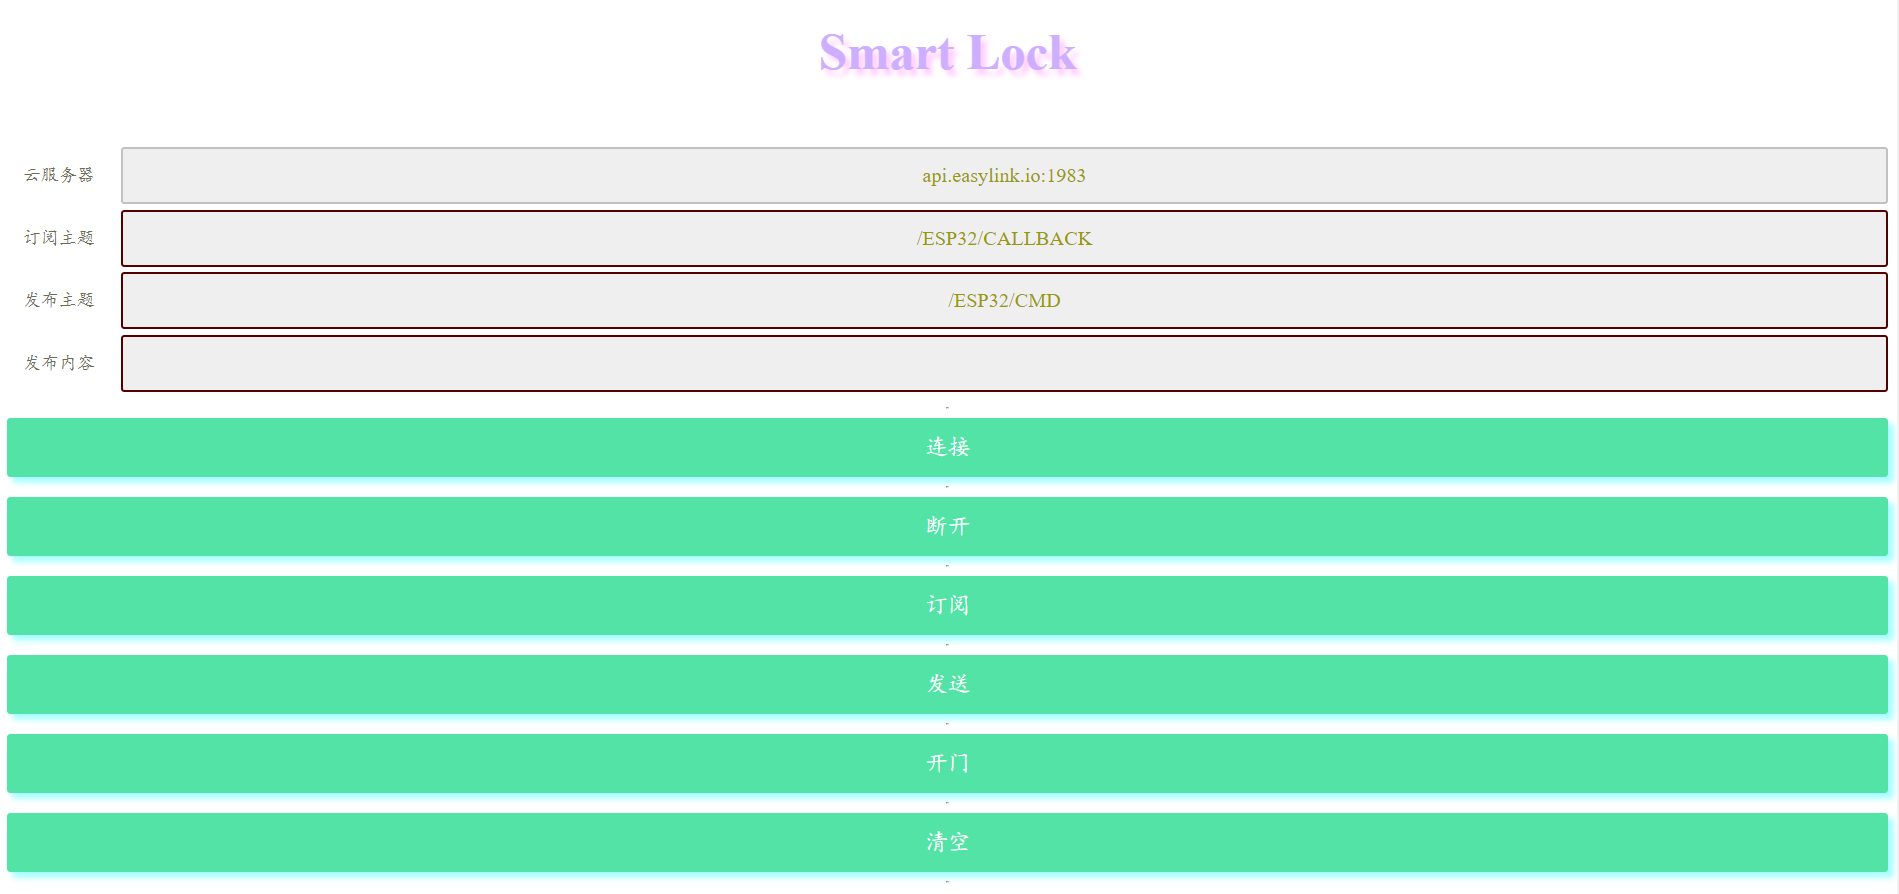 Smart Lock
云服务器 api.easylink.io:1983
订阅主题 /ESP32/CALLBACK
发布主题 /ESP32/CMD
发布内容
-
连接
-
断开
-
订阅
-
发送
-
开门
-
清空
-